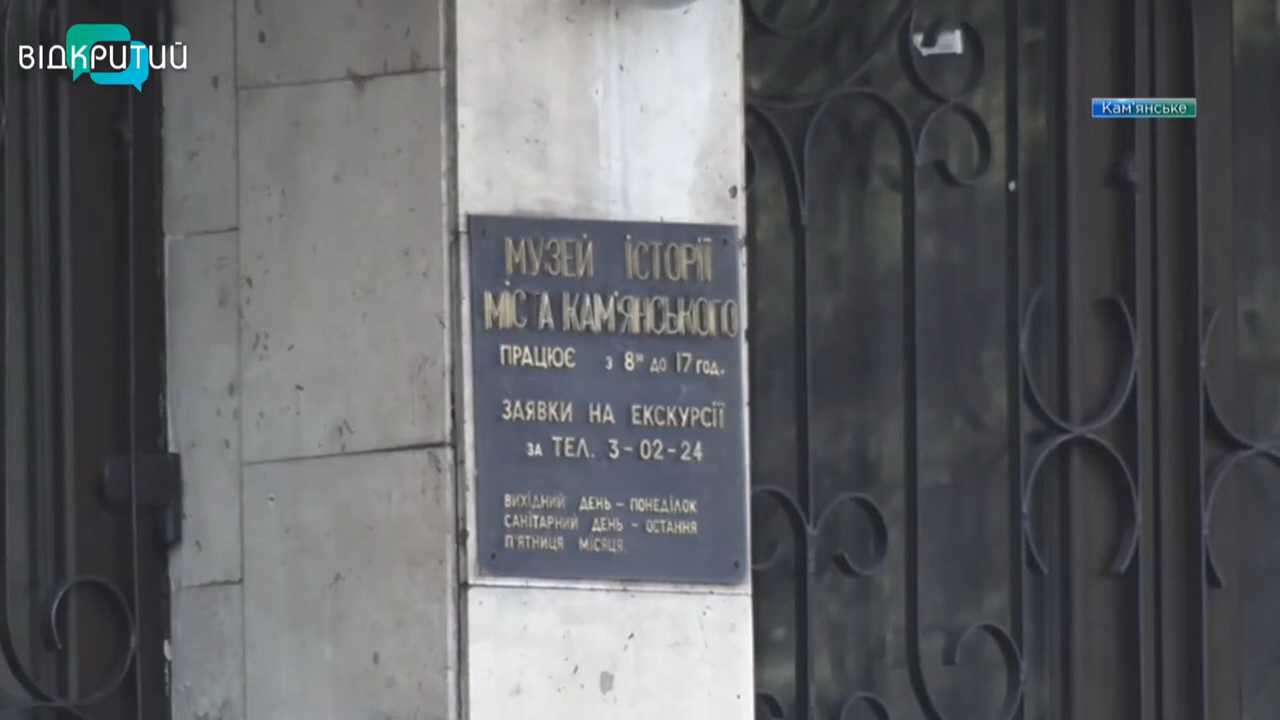 ВІДКРИТИЙ
Кам'янське
МУЗЕЙ ІСТОРІЇ
МІСТА КАМ'ЯНСЬКОГО
ПРАЦЮЄ з 8⁰⁰ до 17 год.
ЗАЯВКИ НА ЕКСКУРСІЇ
за ТЕЛ. 3-02-24
ВИХІДНИЙ ДЕНЬ – ПОНЕДІЛОК
САНІТАРНИЙ ДЕНЬ – ОСТАННЯ
П'ЯТНИЦЯ МІСЯЦЯ.